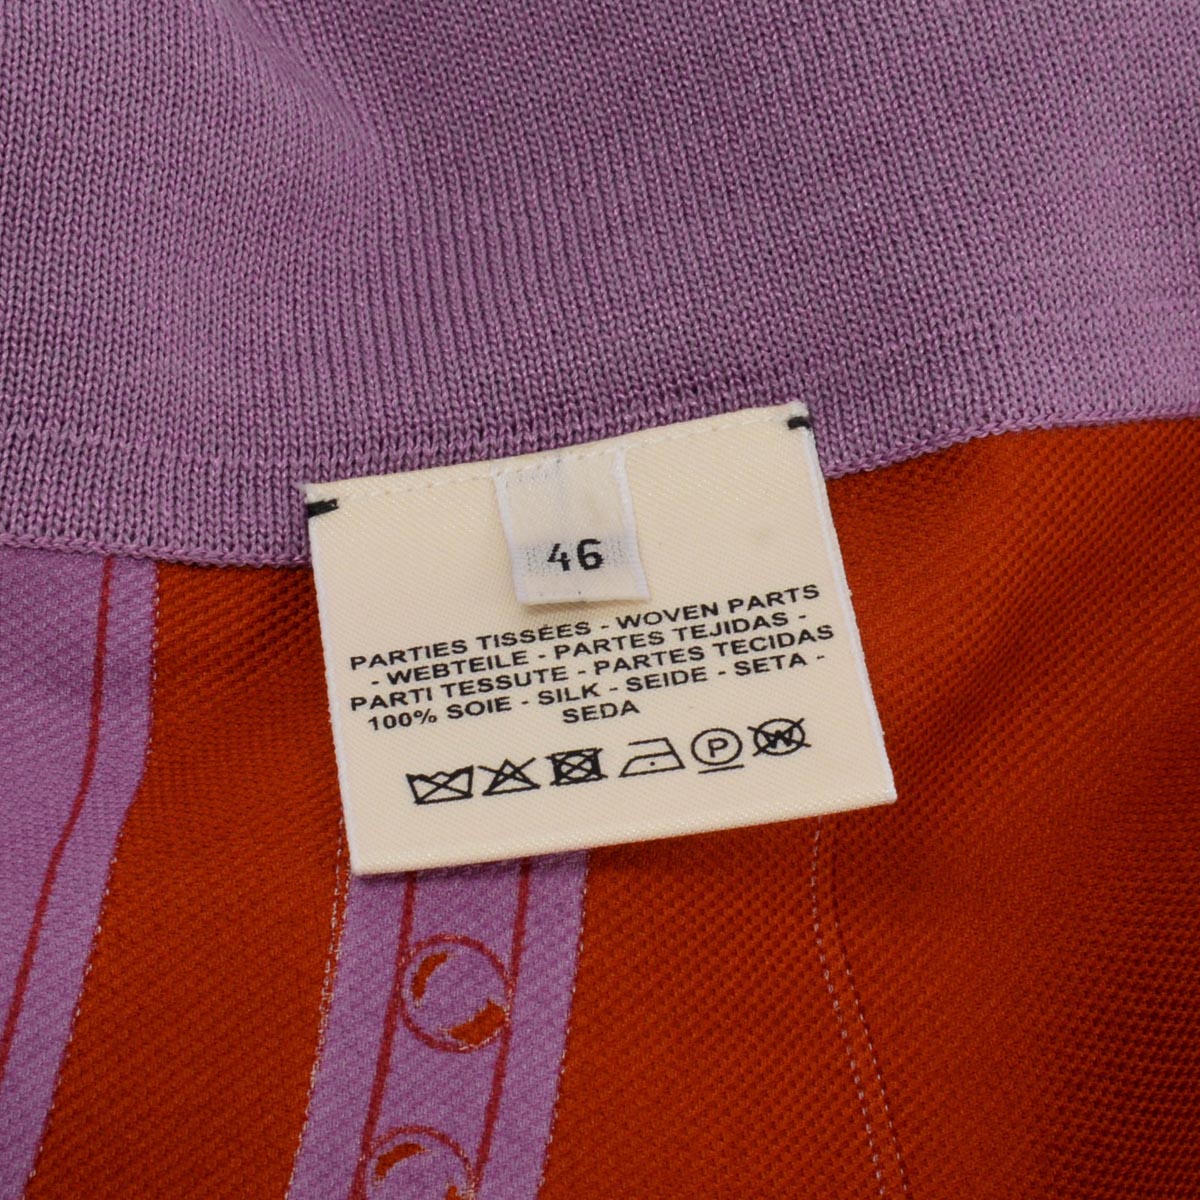 46
PARTIES TISSÉES - WOVEN PARTS
- WEBTEILE - PARTES TEJIDAS -
PARTI TESSUTE - PARTES TECIDAS
100% SOIE - SILK - SEIDE - SETA -
SEDA
P W